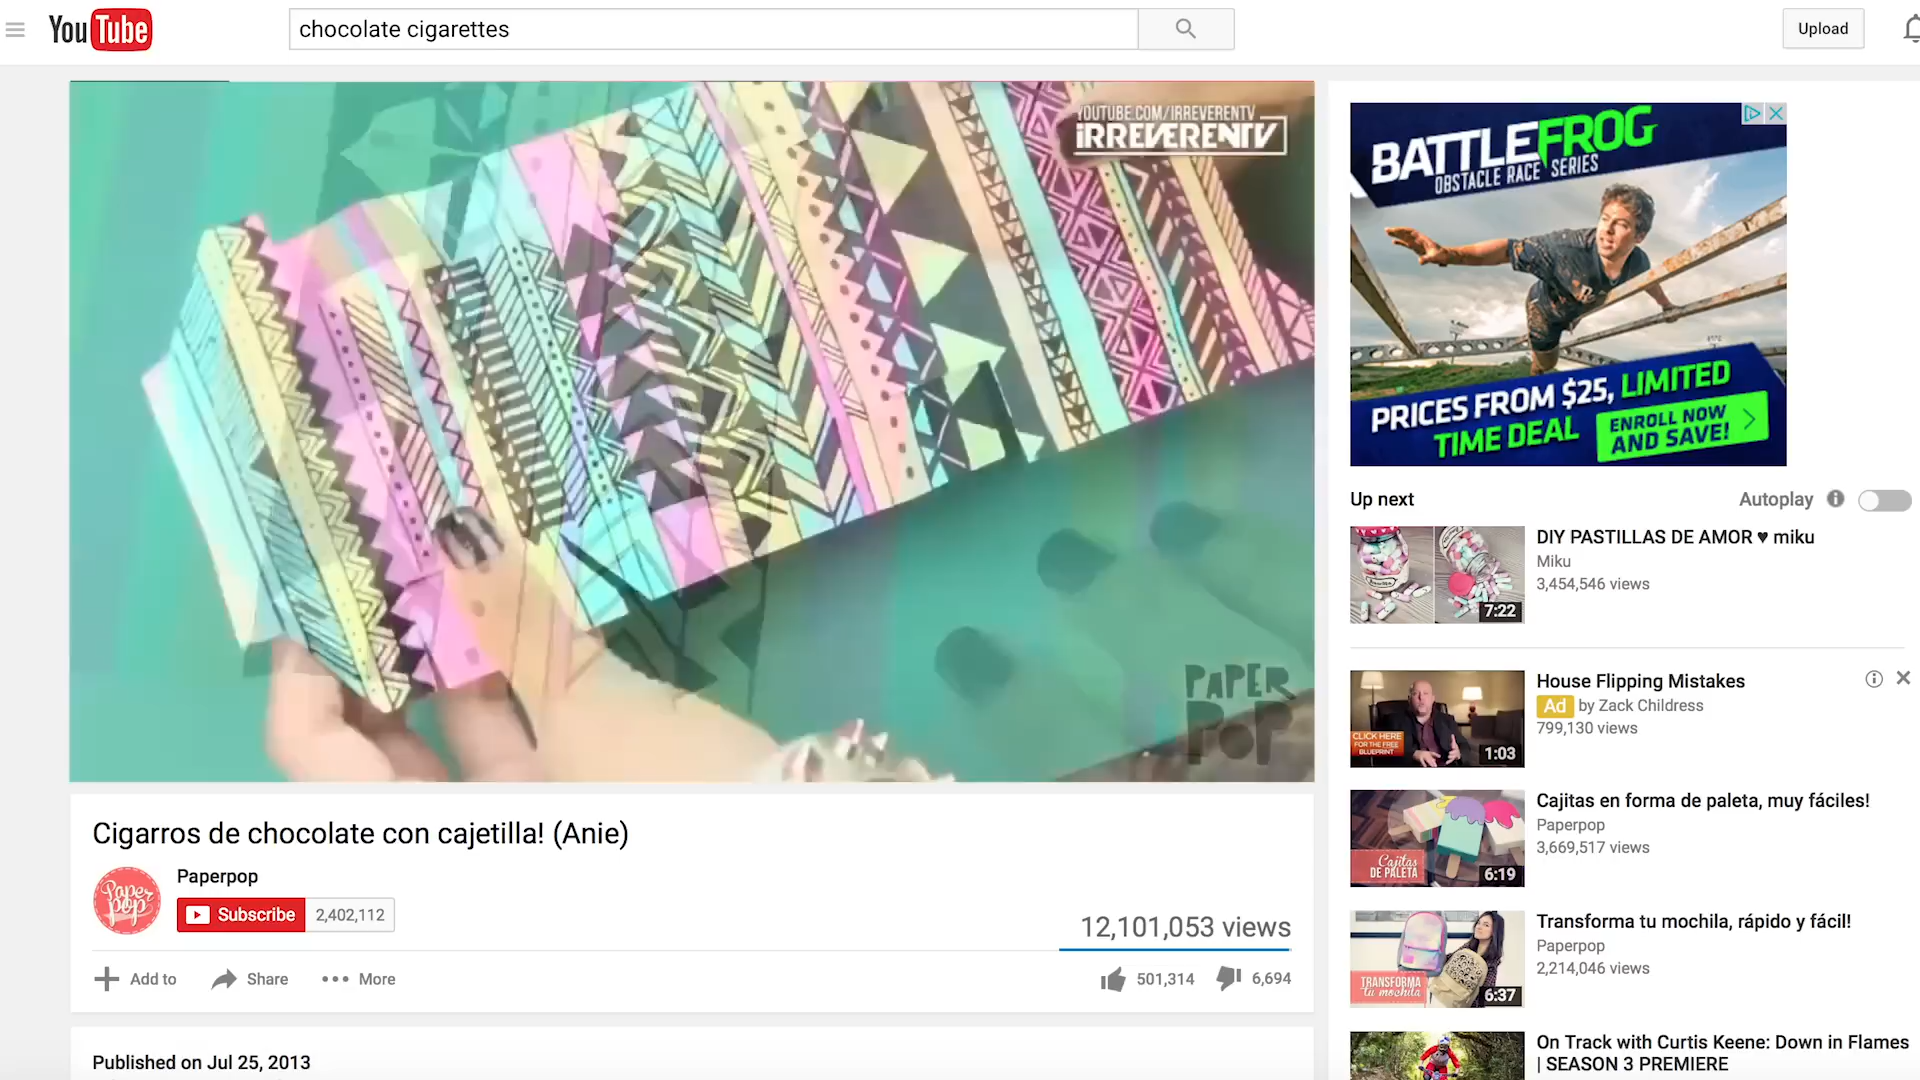 YouTube
chocolate cigarettes
Upload
YOUTUBE.COM/IRREVERENTV
iRREVERENTV
PAPER
POP
BATTLEFROG
OBSTACLE RACE SERIES
PRICES FROM $25, LIMITED
TIME DEAL
ENROLL NOW
AND SAVE!
Up next
Autoplay
DIY PASTILLAS DE AMOR ♥ miku
Miku
3,454,546 views
7:22
House Flipping Mistakes
Ad by Zack Childress
799,130 views
CLICK HERE
FOR THE FREE
BLUEPRINT
1:03
Cajitas en forma de paleta, muy fáciles!
Paperpop
3,669,517 views
Cajitas
DE PALETA
6:19
Transforma tu mochila, rápido y fácil!
Paperpop
2,214,046 views
TRANSFORMA
tu mochila
6:37
On Track with Curtis Keene: Down in Flames
| SEASON 3 PREMIERE
Cigarros de chocolate con cajetilla! (Anie)
Paper
pop
Paperpop
Subscribe 2,402,112
12,101,053 views
Add to Share More
501,314 6,694
Published on Jul 25, 2013